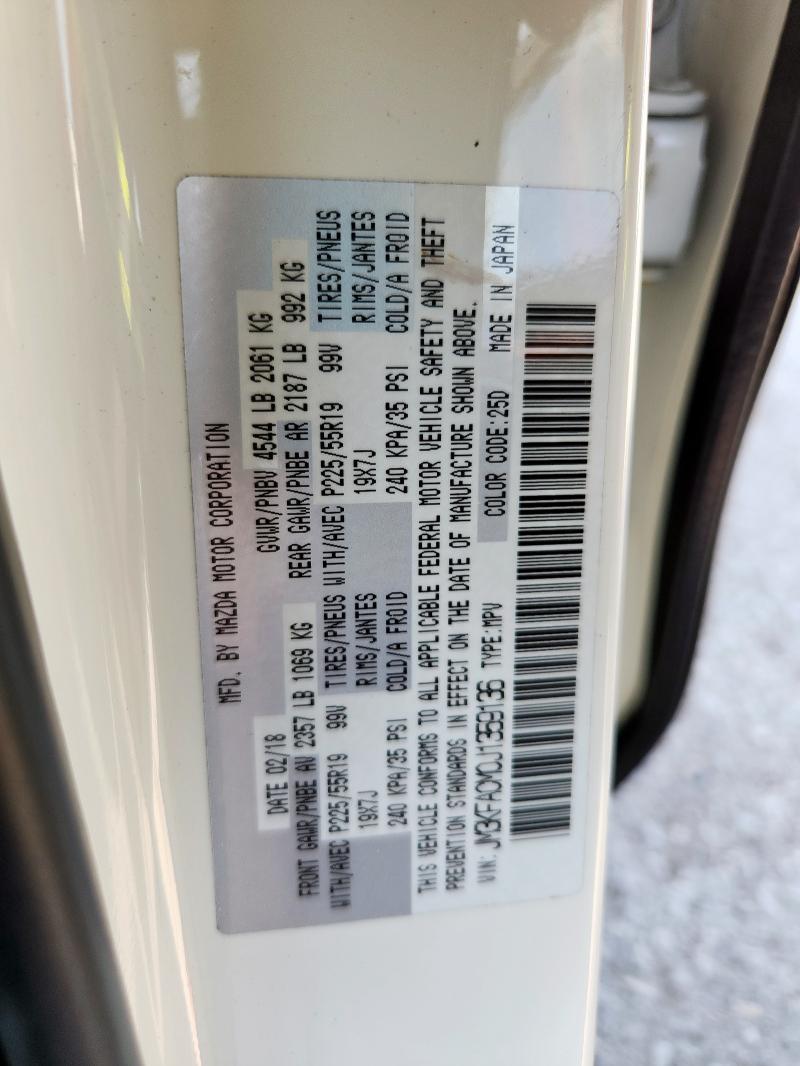 MFD. BY MAZDA MOTOR CORPORATION
DATE 02/18 GVWR/PNBV 4544 LB 2061 KG
FRONT GAWR/PNBE AV 2357 LB 1069 KG REAR GAWR/PNBE AR 2187 LB 992 KG
WITH/AVEC P225/55R19 99V TIRES/PNEUS WITH/AVEC P225/55R19 99V TIRES/PNEUS
19X7J RIMS/JANTES 19X7J RIMS/JANTES
240 KPA/35 PSI COLD/A FROID 240 KPA/35 PSI COLD/A FROID
THIS VEHICLE CONFORMS TO ALL APPLICABLE FEDERAL MOTOR VEHICLE SAFETY AND THEFT
PREVENTION STANDARDS IN EFFECT ON THE DATE OF MANUFACTURE SHOWN ABOVE.
VIN: JM3KFACM0J1359136 TYPE:MPV COLOR CODE:25D MADE IN JAPAN